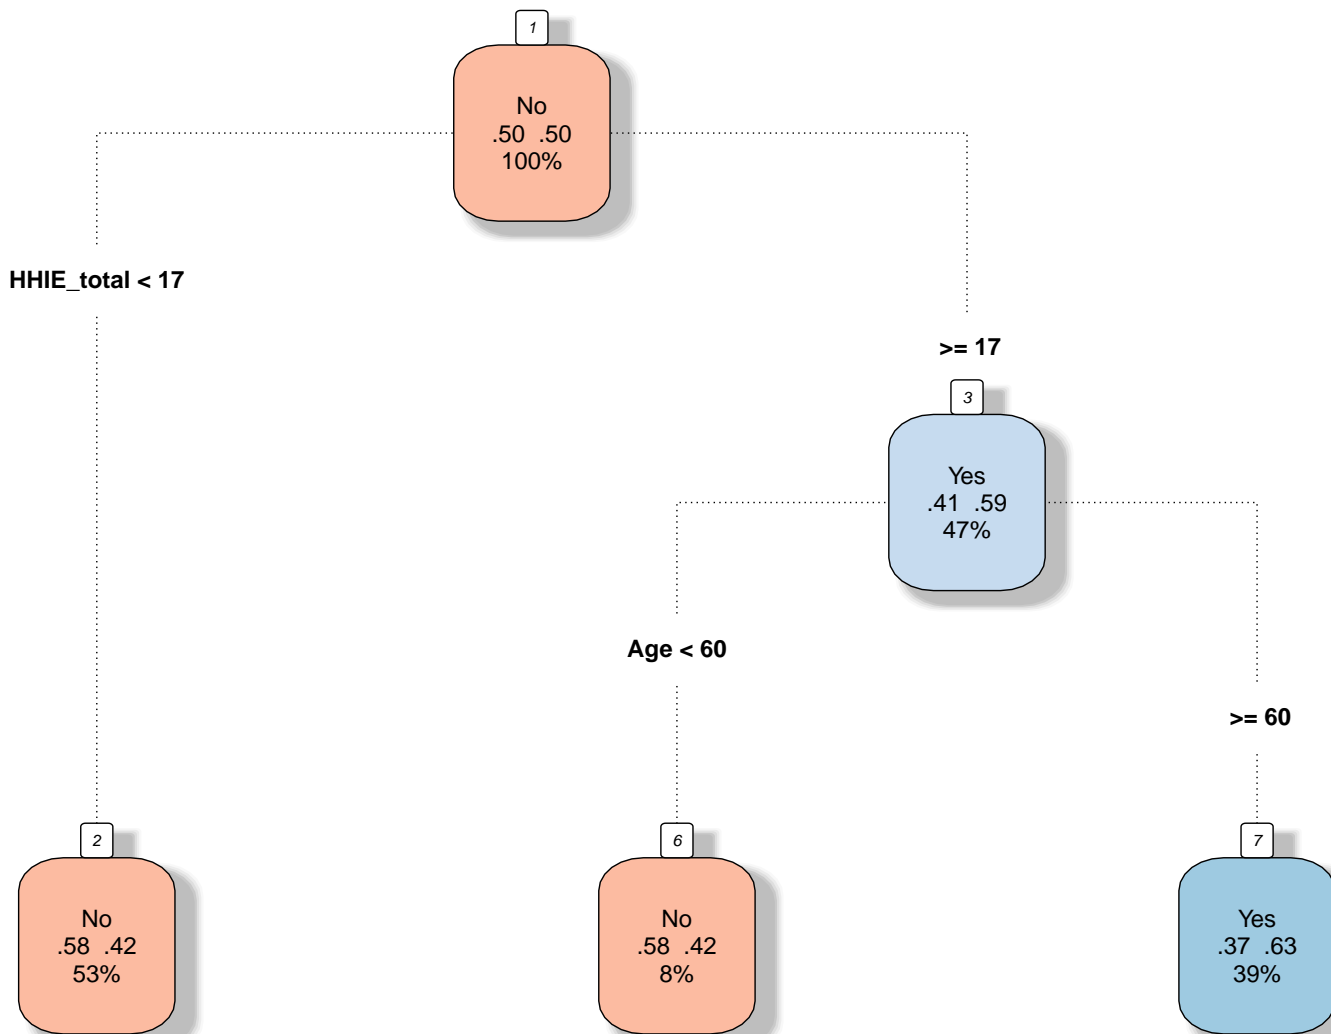 1
No
.50 .50
100%
HHIE_total < 17
>= 17
3
Yes
.41 .59
47%
Age < 60
>= 60
2
No
.58 .42
53%
6
No
.58 .42
8%
7
Yes
.37 .63
39%